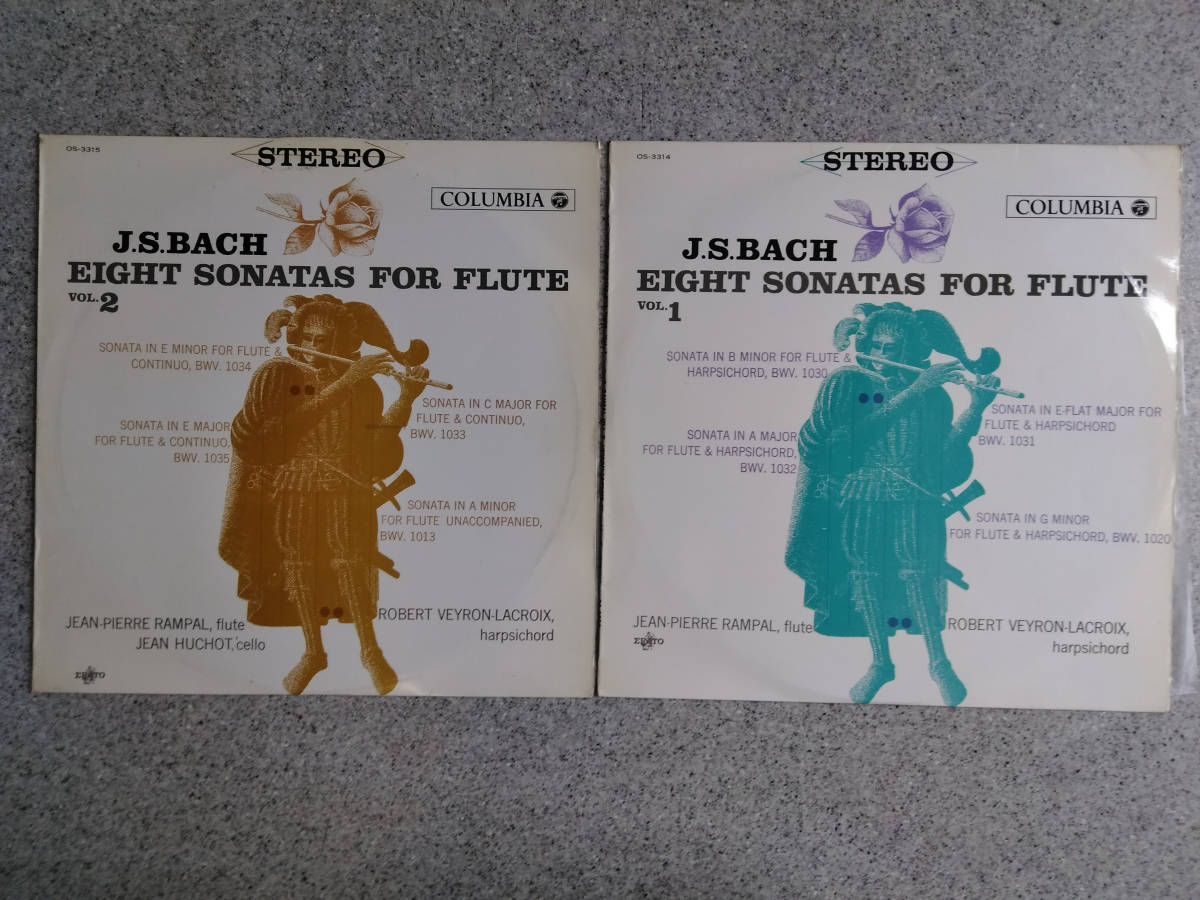 OS-3315
STEREO
COLUMBIA
J.S.BACH
EIGHT SONATAS FOR FLUTE
VOL.2
SONATA IN E MINOR FOR FLUTE &
CONTINUO, BWV. 1034
SONATA IN C MAJOR FOR
FLUTE & CONTINUO,
BWV. 1033
SONATA IN E MAJOR
FOR FLUTE & CONTINUO,
BWV. 1035
SONATA IN A MINOR
FOR FLUTE UNACCOMPANIED,
BWV. 1013
JEAN-PIERRE RAMPAL, flute
JEAN HUCHOT, cello
ROBERT VEYRON-LACROIX,
harpsichord
ERATO
OS-3314
STEREO
COLUMBIA
J.S.BACH
EIGHT SONATAS FOR FLUTE
VOL.1
SONATA IN B MINOR FOR FLUTE &
HARPSICHORD, BWV. 1030
SONATA IN E-FLAT MAJOR FOR
FLUTE & HARPSICHORD
BWV. 1031
SONATA IN A MAJOR
FOR FLUTE & HARPSICHORD,
BWV. 1032
SONATA IN G MINOR
FOR FLUTE & HARPSICHORD, BWV. 1020
JEAN-PIERRE RAMPAL, flute
ROBERT VEYRON-LACROIX,
harpsichord
ERATO